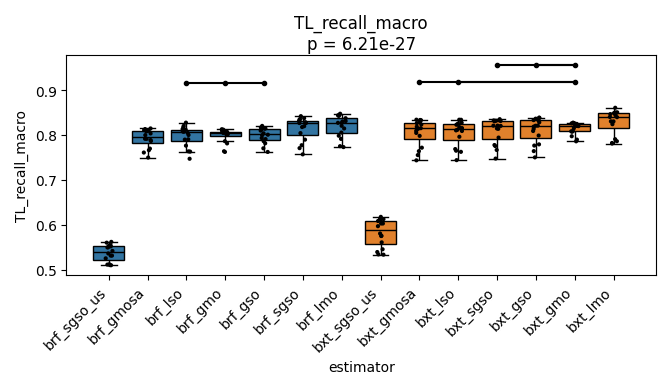 TL_recall_macro
p = 6.21e-27
TL_recall_macro
0.9
0.8
0.7
0.6
0.5
brf_sgso_us
brf_gmosa
brf_lso
brf_gmo
brf_gso
brf_sgso
brf_lmo
bxt_sgso_us
bxt_gmosa
bxt_lso
bxt_sgso
bxt_gso
bxt_gmo
bxt_lmo
estimator